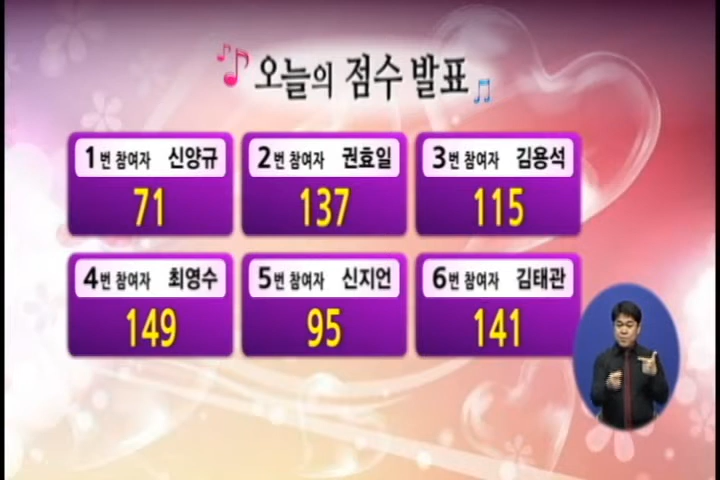 오늘의 점수 발표
1번 참여자 신양규
71
2번 참여자 권효일
137
3번 참여자 김용석
115
4번 참여자 최영수
149
5번 참여자 신지언
95
6번 참여자 김태관
141